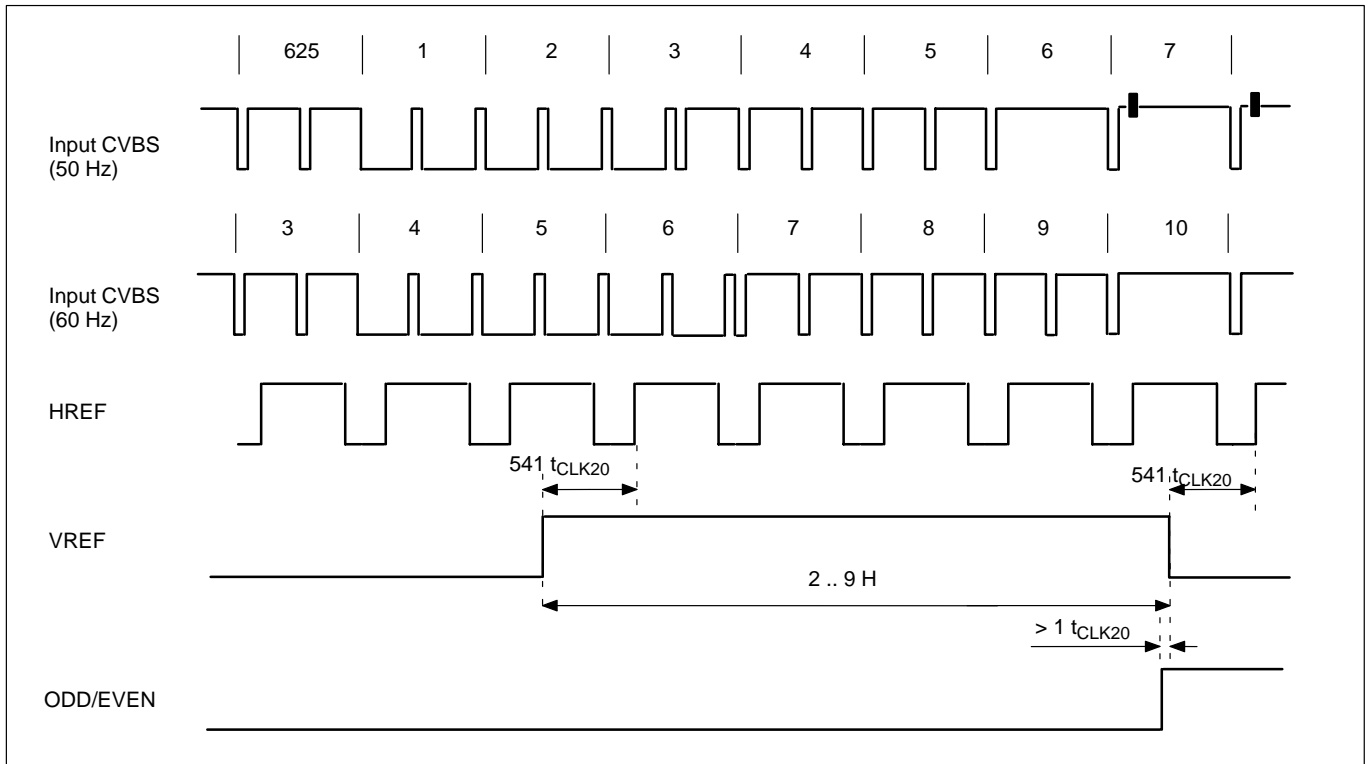 625 1 2 3 4 5 6 7
Input CVBS
(50 Hz)
3 4 5 6 7 8 9 10
Input CVBS
(60 Hz)
HREF
541 tCLK20 541 tCLK20
VREF
2 .. 9 H
> 1 tCLK20
ODD/EVEN